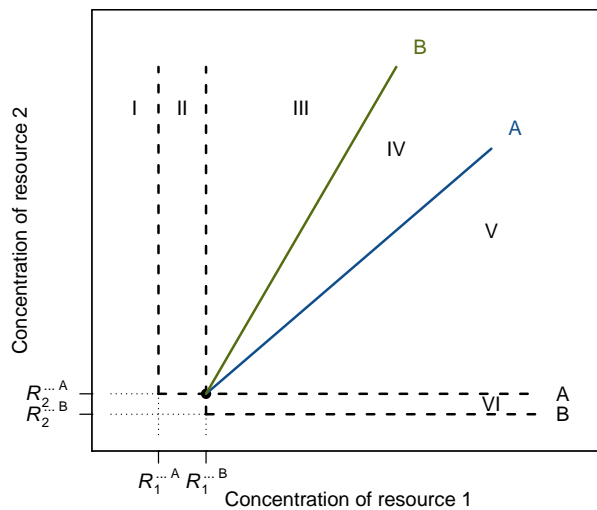 B
I II III
A
IV
V
Concentration of resource 2
R2... A
A
VI
R2... B
B
R1... A R1... B
Concentration of resource 1